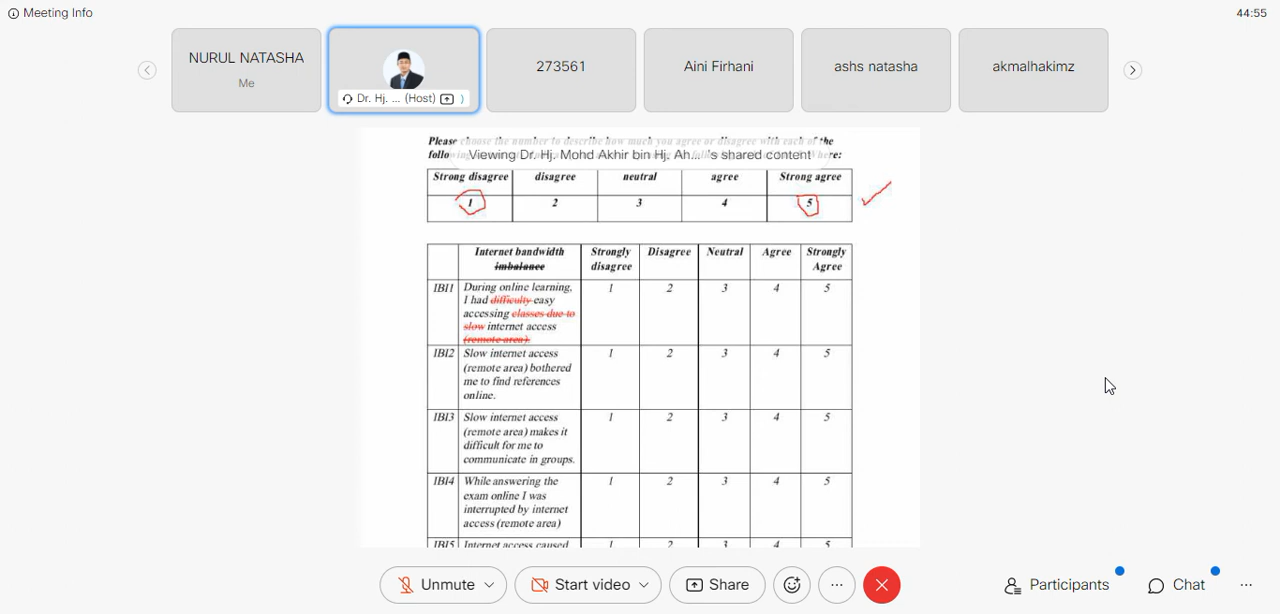 Meeting Info
44:55
NURUL NATASHA
Me
Dr. Hj. ... (Host)
273561
Aini Firhani
ashs natasha
akmalhakimz
Please choose the number to describe how much you agree or disagree with each of the
Viewing Dr. Hj. Mohd Akhir bin Hj. Ah... 's shared content
Strong disagree disagree neutral agree Strong agree
1 2 3 4 5
Internet bandwidth imbalance Strongly disagree Disagree Neutral Agree Strongly Agree
IBI1 During online learning, 1 2 3 4 5
I had difficulty easy
accessing classes due to
slow internet access
(remote area).
IBI2 Slow internet access 1 2 3 4 5
(remote area) bothered
me to find references
online.
IBI3 Slow internet access 1 2 3 4 5
(remote area) makes it
difficult for me to
communicate in groups.
IBI4 While answering the 1 2 3 4 5
exam online I was
interrupted by internet
access (remote area)
IBI5 Internet access caused 1 2 3 4 5
Unmute
Start video
Share
Participants
Chat